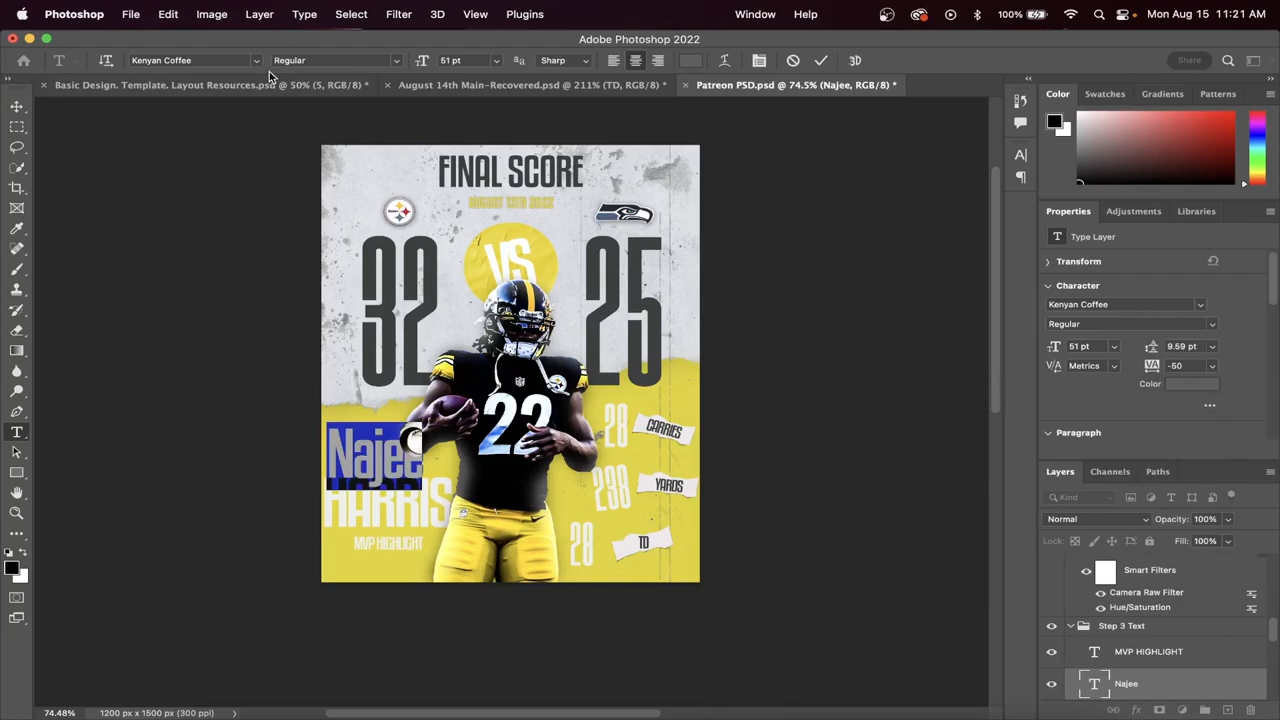 Photoshop File Edit Image Layer Type Select Filter 3D View Plugins Window Help 100% Mon Aug 15 11:21 AM
Adobe Photoshop 2022
T Kenyan Coffee Regular 51 pt aa Sharp 3D Share
Basic Design. Template. Layout Resources.psd @ 50% (S, RGB/8) * August 14th Main-Recovered.psd @ 211% (TD, RGB/8) * Patreon PSD.psd @ 74.5% (Najee, RGB/8) *
Color Swatches Gradients Patterns
FINAL SCORE
32 VS 25
22
Najee
HARRIS
MVP HIGHLIGHT
28 CARRIES
238 YARDS
28 TD
Properties Adjustments Libraries
T Type Layer
Transform
Character
Kenyan Coffee
Regular
51 pt 9.59 pt
Metrics -50
Color
Paragraph
Layers Channels Paths
Kind
Normal Opacity: 100%
Lock: Fill: 100%
Smart Filters
Camera Raw Filter
Hue/Saturation
Step 3 Text
T MVP HIGHLIGHT
T Najee
74.48% 1200 px x 1500 px (300 ppi)